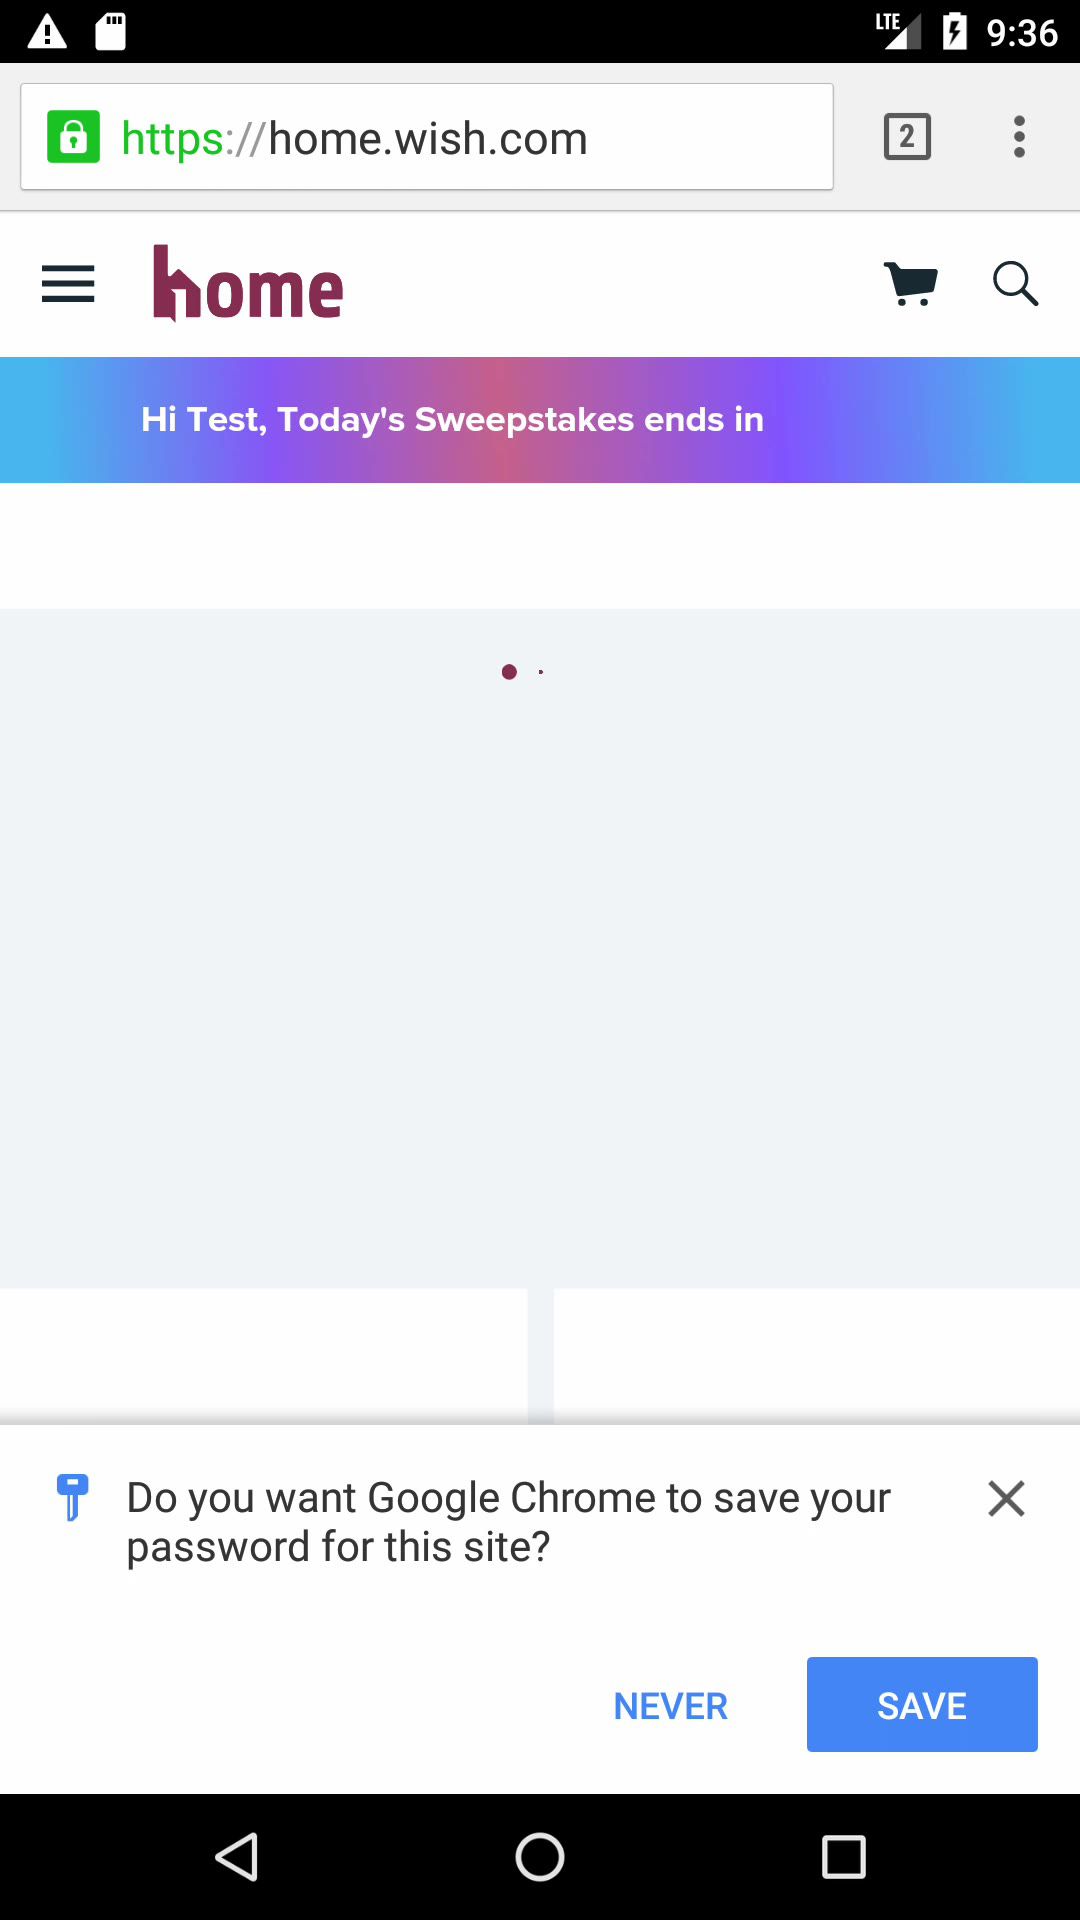 LTE 9:36
https://home.wish.com 2
home
Hi Test, Today's Sweepstakes ends in
Do you want Google Chrome to save your
password for this site?
NEVER SAVE